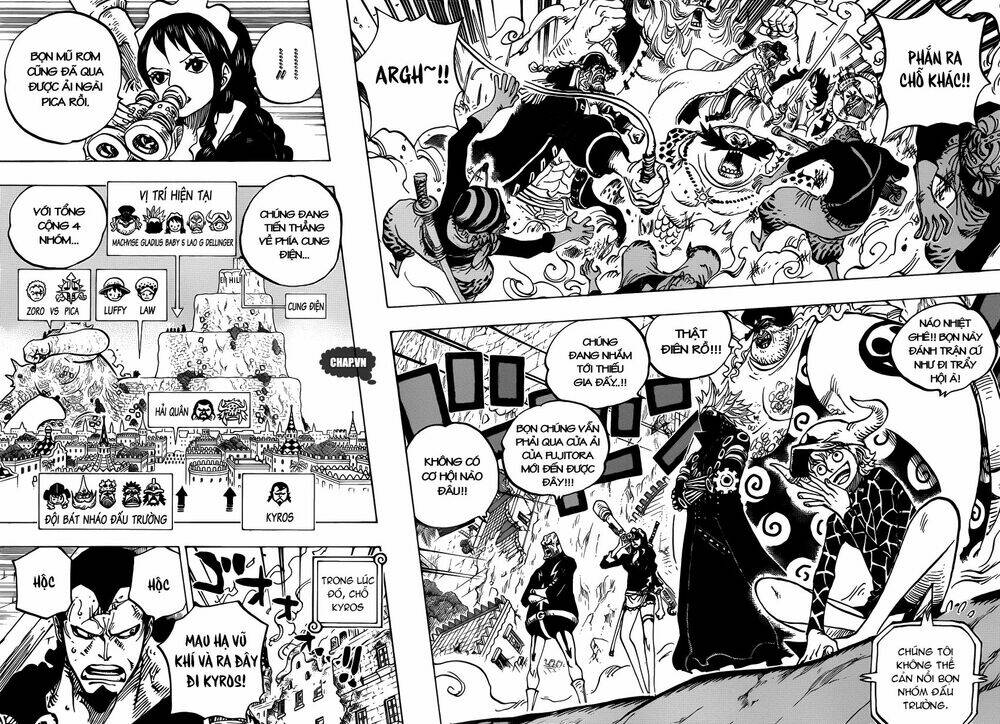 PHẮN RA
CHỖ KHÁC!!
ARGH~!!
NÁO NHIỆT
GHÊ!! BỌN NÀY
ĐÁNH TRẬN CỨ
NHƯ ĐI TRẨY
HỘI Ấ!
THẬT
ĐIÊN RỒ!!!
CHÚNG
ĐANG NHẮM
TỚI THIẾU
GIA ĐẤY..!!
BỌN CHÚNG VẪN
PHẢI QUA CỬA ẢI
CỦA FUJITORA
MỚI ĐẾN ĐƯỢC
ĐÂY!!!
KHÔNG CÓ
CƠ HỘI NÀO
ĐÂU!!
CHÚNG TÔI
KHÔNG THỂ
CẢN NỔI BỌN
NHÓM ĐẤU
TRƯỜNG.
!!
BỌN MŨ RƠM
CŨNG ĐÃ QUA
ĐƯỢC ẢI NGÀI
PICA RỒI.
CHÚNG ĐANG
TIẾN THẲNG
VỀ PHÍA CUNG
ĐIỆN...
VỚI TỔNG
CỘNG 4
NHÓM...
VỊ TRÍ HIỆN TẠI
MACHVISE GLADIUS BABY 5 LAO G DELLINGER
CUNG ĐIỆN
ZORO VS PICA
LUFFY LAW
CHAP.VN
HẢI QUÂN
ĐỘI BÁT NHÁO ĐẤU TRƯỜNG
KYROS
TRONG LÚC
ĐÓ, CHỖ
KYROS
HỘC
HỘC
MAU HẠ VŨ
KHÍ VÀ RA ĐÂY
ĐI KYROS!